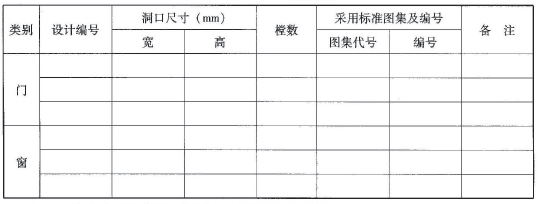 类别 设计编号 洞口尺寸（mm） 樘数 采用标准图集及编号 备 注
宽 高 图集代号 编号
门
窗